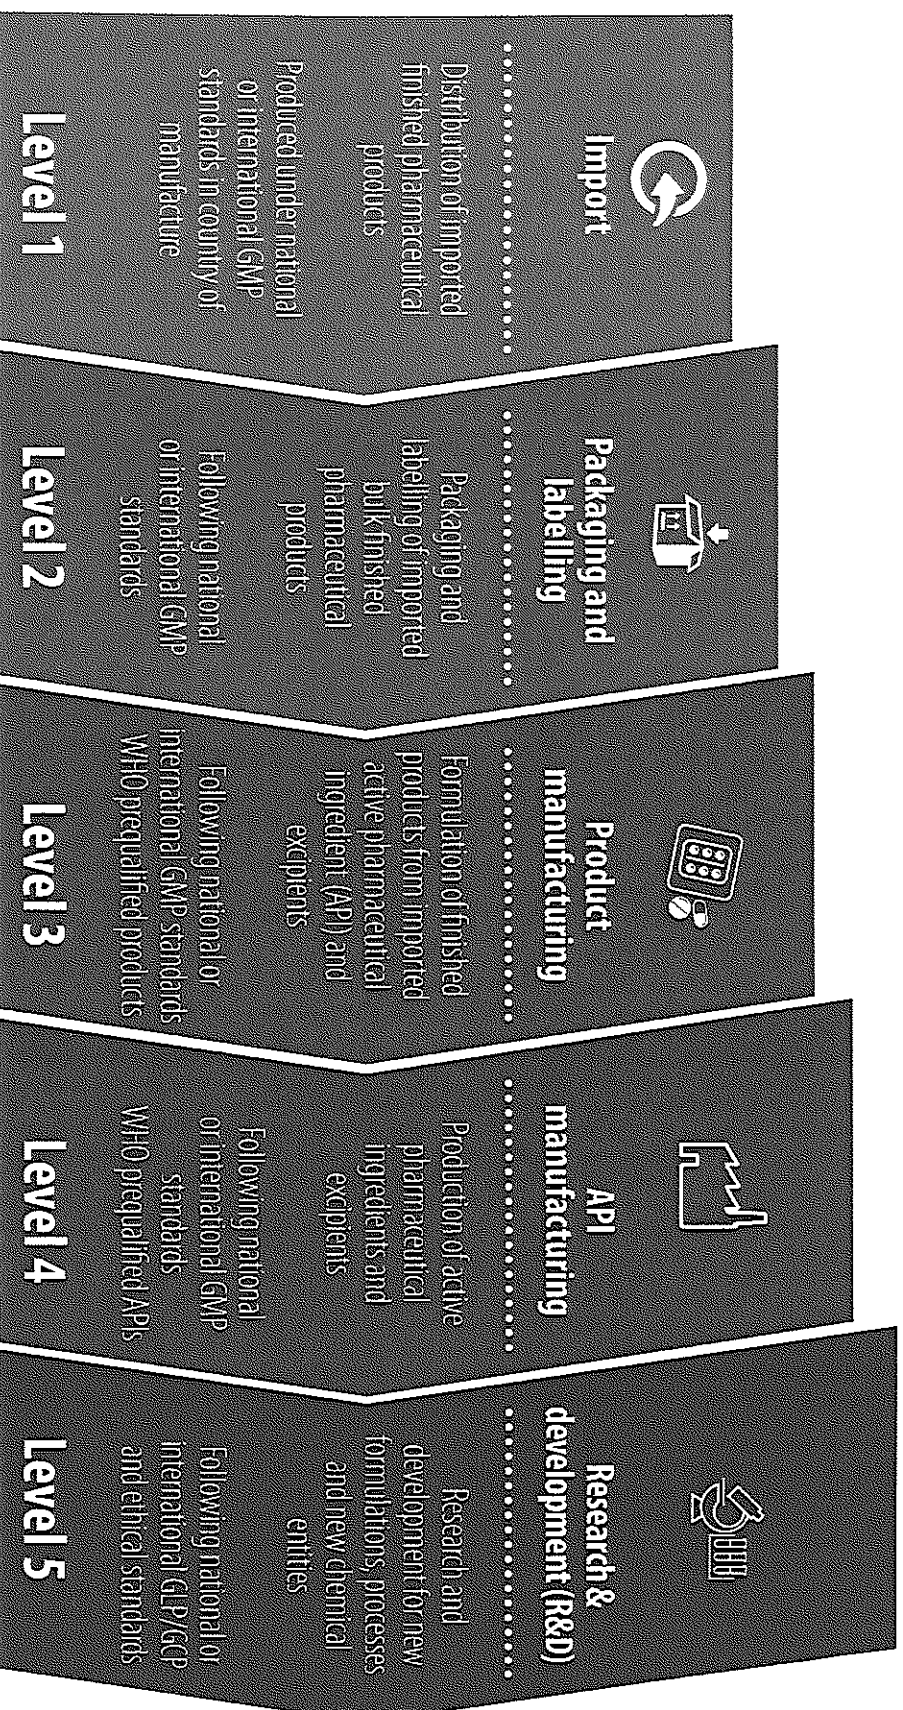 Import
Distribution of imported
finished pharmaceutical
products
Produced under national
or international GMP
standards in country of
manufacture
Level 1
Packaging and
labelling
Packaging and
labelling of imported
bulk finished
pharmaceutical
products
Following national
or international GMP
standards
Level 2
Product
manufacturing
Formulation of finished
products from imported
active pharmaceutical
ingredient (API) and
excipients
Following national or
international GMP standards
WHO prequalified products
Level 3
API
manufacturing
Production of active
pharmaceutical
ingredients and
excipients
Following national
or international GMP
standards
WHO prequalified APIs
Level 4
Research &
development (R&D)
Research and
development for new
formulations, processes
and new chemical
entities
Following national or
international GLP/GCP
and ethical standards
Level 5